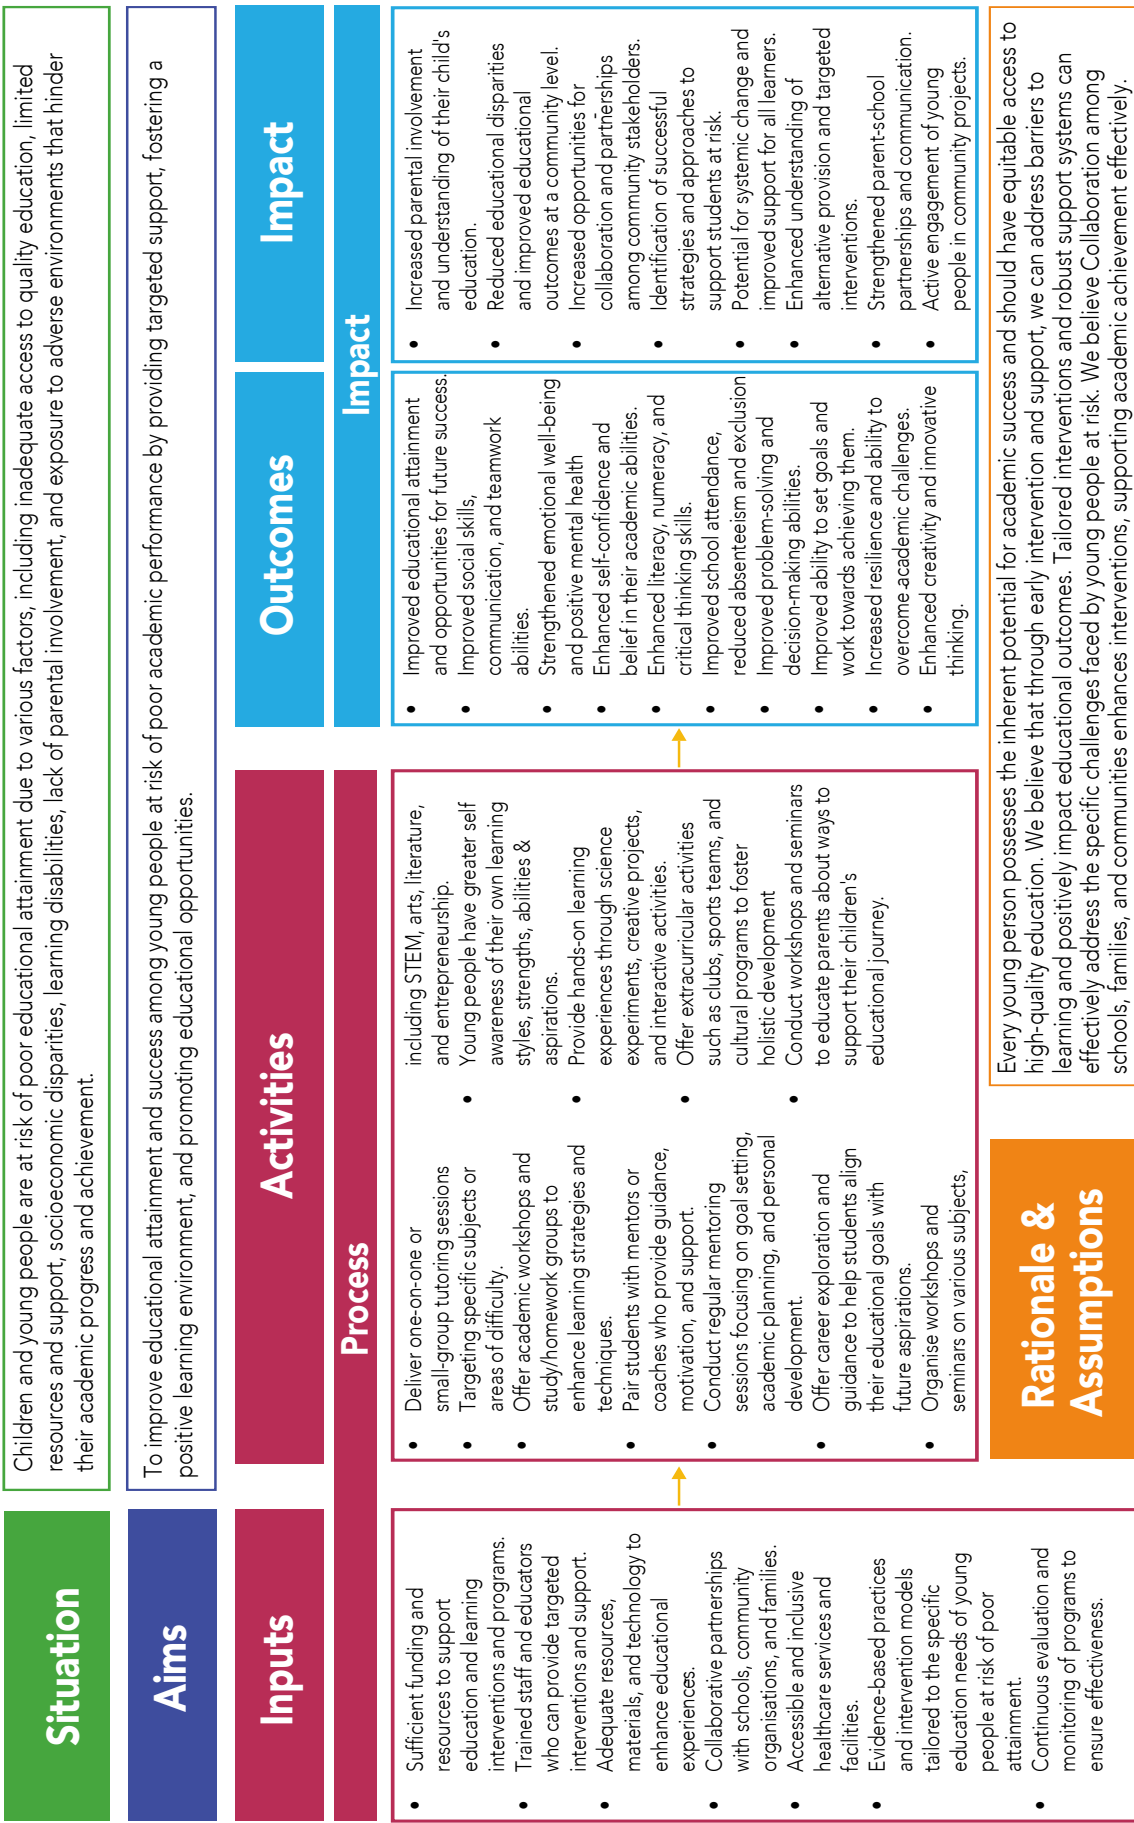 Situation
Children and young people are at risk of poor educational attainment due to various factors, including inadequate access to quality education, limited
resources and support, socioeconomic disparities, learning disabilities, lack of parental involvement, and exposure to adverse environments that hinder
their academic progress and achievement.
Aims
To improve educational attainment and success among young people at risk of poor academic performance by providing targeted support, fostering a
positive learning environment, and promoting educational opportunities.
Inputs
Activities
Outcomes
Impact
Process
Impact
• Sufficient funding and
resources to support
education and learning
interventions and programs.
• Trained staff and educators
who can provide targeted
interventions and support.
• Adequate resources,
materials, and technology to
enhance educational
experiences.
• Collaborative partnerships
with schools, community
organisations, and families.
• Accessible and inclusive
healthcare services and
facilities.
• Evidence-based practices
and intervention models
tailored to the specific
education needs of young
people at risk of poor
attainment.
• Continuous evaluation and
monitoring of programs to
ensure effectiveness.
• Deliver one-on-one or
small-group tutoring sessions
• Targeting specific subjects or
areas of difficulty.
• Offer academic workshops and
study/homework groups to
enhance learning strategies and
techniques.
• Pair students with mentors or
coaches who provide guidance,
motivation, and support.
• Conduct regular mentoring
sessions focusing on goal setting,
academic planning, and personal
development.
• Offer career exploration and
guidance to help students align
their educational goals with
future aspirations.
• Organise workshops and
seminars on various subjects,
including STEM, arts, literature,
and entrepreneurship.
• Young people have greater self
awareness of their own learning
styles, strengths, abilities &
aspirations.
• Provide hands-on learning
experiences through science
experiments, creative projects,
and interactive activities.
• Offer extracurricular activities
such as clubs, sports teams, and
cultural programs to foster
holistic development
• Conduct workshops and seminars
to educate parents about ways to
support their children's
educational journey.
• Improved educational attainment
and opportunities for future success.
• Improved social skills,
communication, and teamwork
abilities.
• Strengthened emotional well-being
and positive mental health
• Enhanced self-confidence and
belief in their academic abilities.
• Enhanced literacy, numeracy, and
critical thinking skills.
• Improved school attendance,
reduced absenteeism and exclusion
• Improved problem-solving and
decision-making abilities.
• Improved ability to set goals and
work towards achieving them.
• Increased resilience and ability to
overcome academic challenges.
• Enhanced creativity and innovative
thinking.
• Increased parental involvement
and understanding of their child's
education.
• Reduced educational disparities
and improved educational
outcomes at a community level.
• Increased opportunities for
collaboration and partnerships
among community stakeholders.
• Identification of successful
strategies and approaches to
support students at risk.
• Potential for systemic change and
improved support for all learners.
• Enhanced understanding of
alternative provision and targeted
interventions.
• Strengthened parent-school
partnerships and communication.
• Active engagement of young
people in community projects.
Rationale &
Assumptions
Every young person possesses the inherent potential for academic success and should have equitable access to
high-quality education. We believe that through early intervention and support, we can address barriers to
learning and positively impact educational outcomes. Tailored interventions and robust support systems can
effectively address the specific challenges faced by young people at risk. We believe Collaboration among
schools, families, and communities enhances interventions, supporting academic achievement effectively.